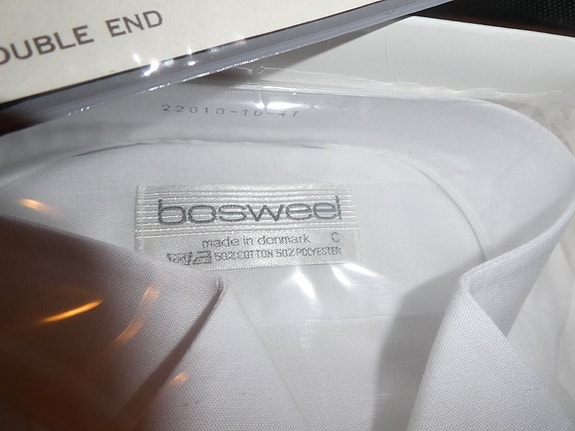 OUBLE END
22010-10-41
bosweel
made in denmark C
50% COTTON 50% POLYESTER